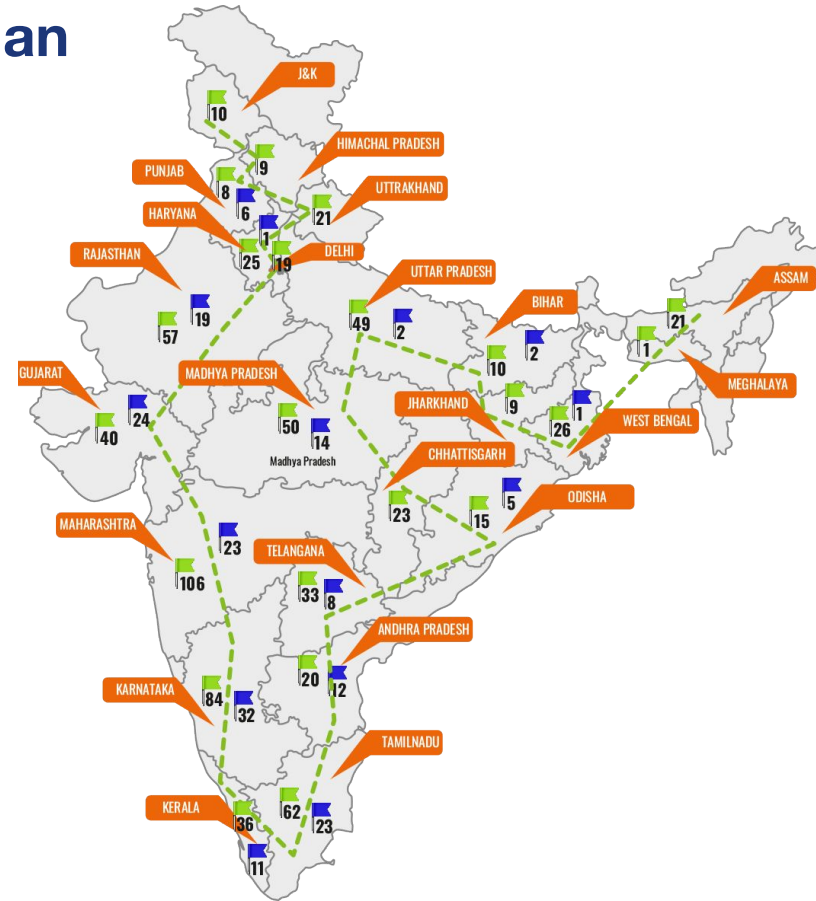 an
J&K
10
HIMACHAL PRADESH
9
PUNJAB
8
6
UTTRAKHAND
21
HARYANA
1
25
DELHI
19
RAJASTHAN
19
57
UTTAR PRADESH
49
2
BIHAR
2
10
ASSAM
21
1
MEGHALAYA
GUJARAT
24
40
MADHYA PRADESH
50
14
Madhya Pradesh
JHARKHAND
9
1
26
WEST BENGAL
CHHATTISGARH
23
5
15
ODISHA
MAHARASHTRA
23
106
TELANGANA
33
8
ANDHRA PRADESH
20
12
KARNATAKA
84
32
TAMILNADU
62
23
KERALA
36
11